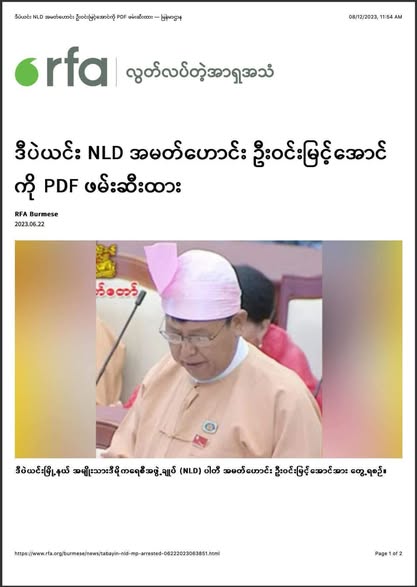 ဒီပဲယင်း NLD အမတ်ဟောင်း ဦးဝင်းမြင့်အောင်ကို PDF ဖမ်းဆီးထား — မြန်မာဌာန
08/12/2023, 11:54 AM
rfa လွတ်လပ်တဲ့အာရှအသံ
ဒီပဲယင်း NLD အမတ်ဟောင်း ဦးဝင်းမြင့်အောင်
ကို PDF ဖမ်းဆီးထား
RFA Burmese
2023.06.22
က်တော်
ဒီပဲယင်းမြို့နယ် အမျိုးသားဒီမိုကရေစီအဖွဲ့ချုပ် (NLD) ပါတီ အမတ်ဟောင်း ဦးဝင်းမြင့်အောင်အား တွေ့ရစဉ်။
https://www.rfa.org/burmese/news/tabayin-nld-mp-arrested-06222023063851.html
Page 1 of 2